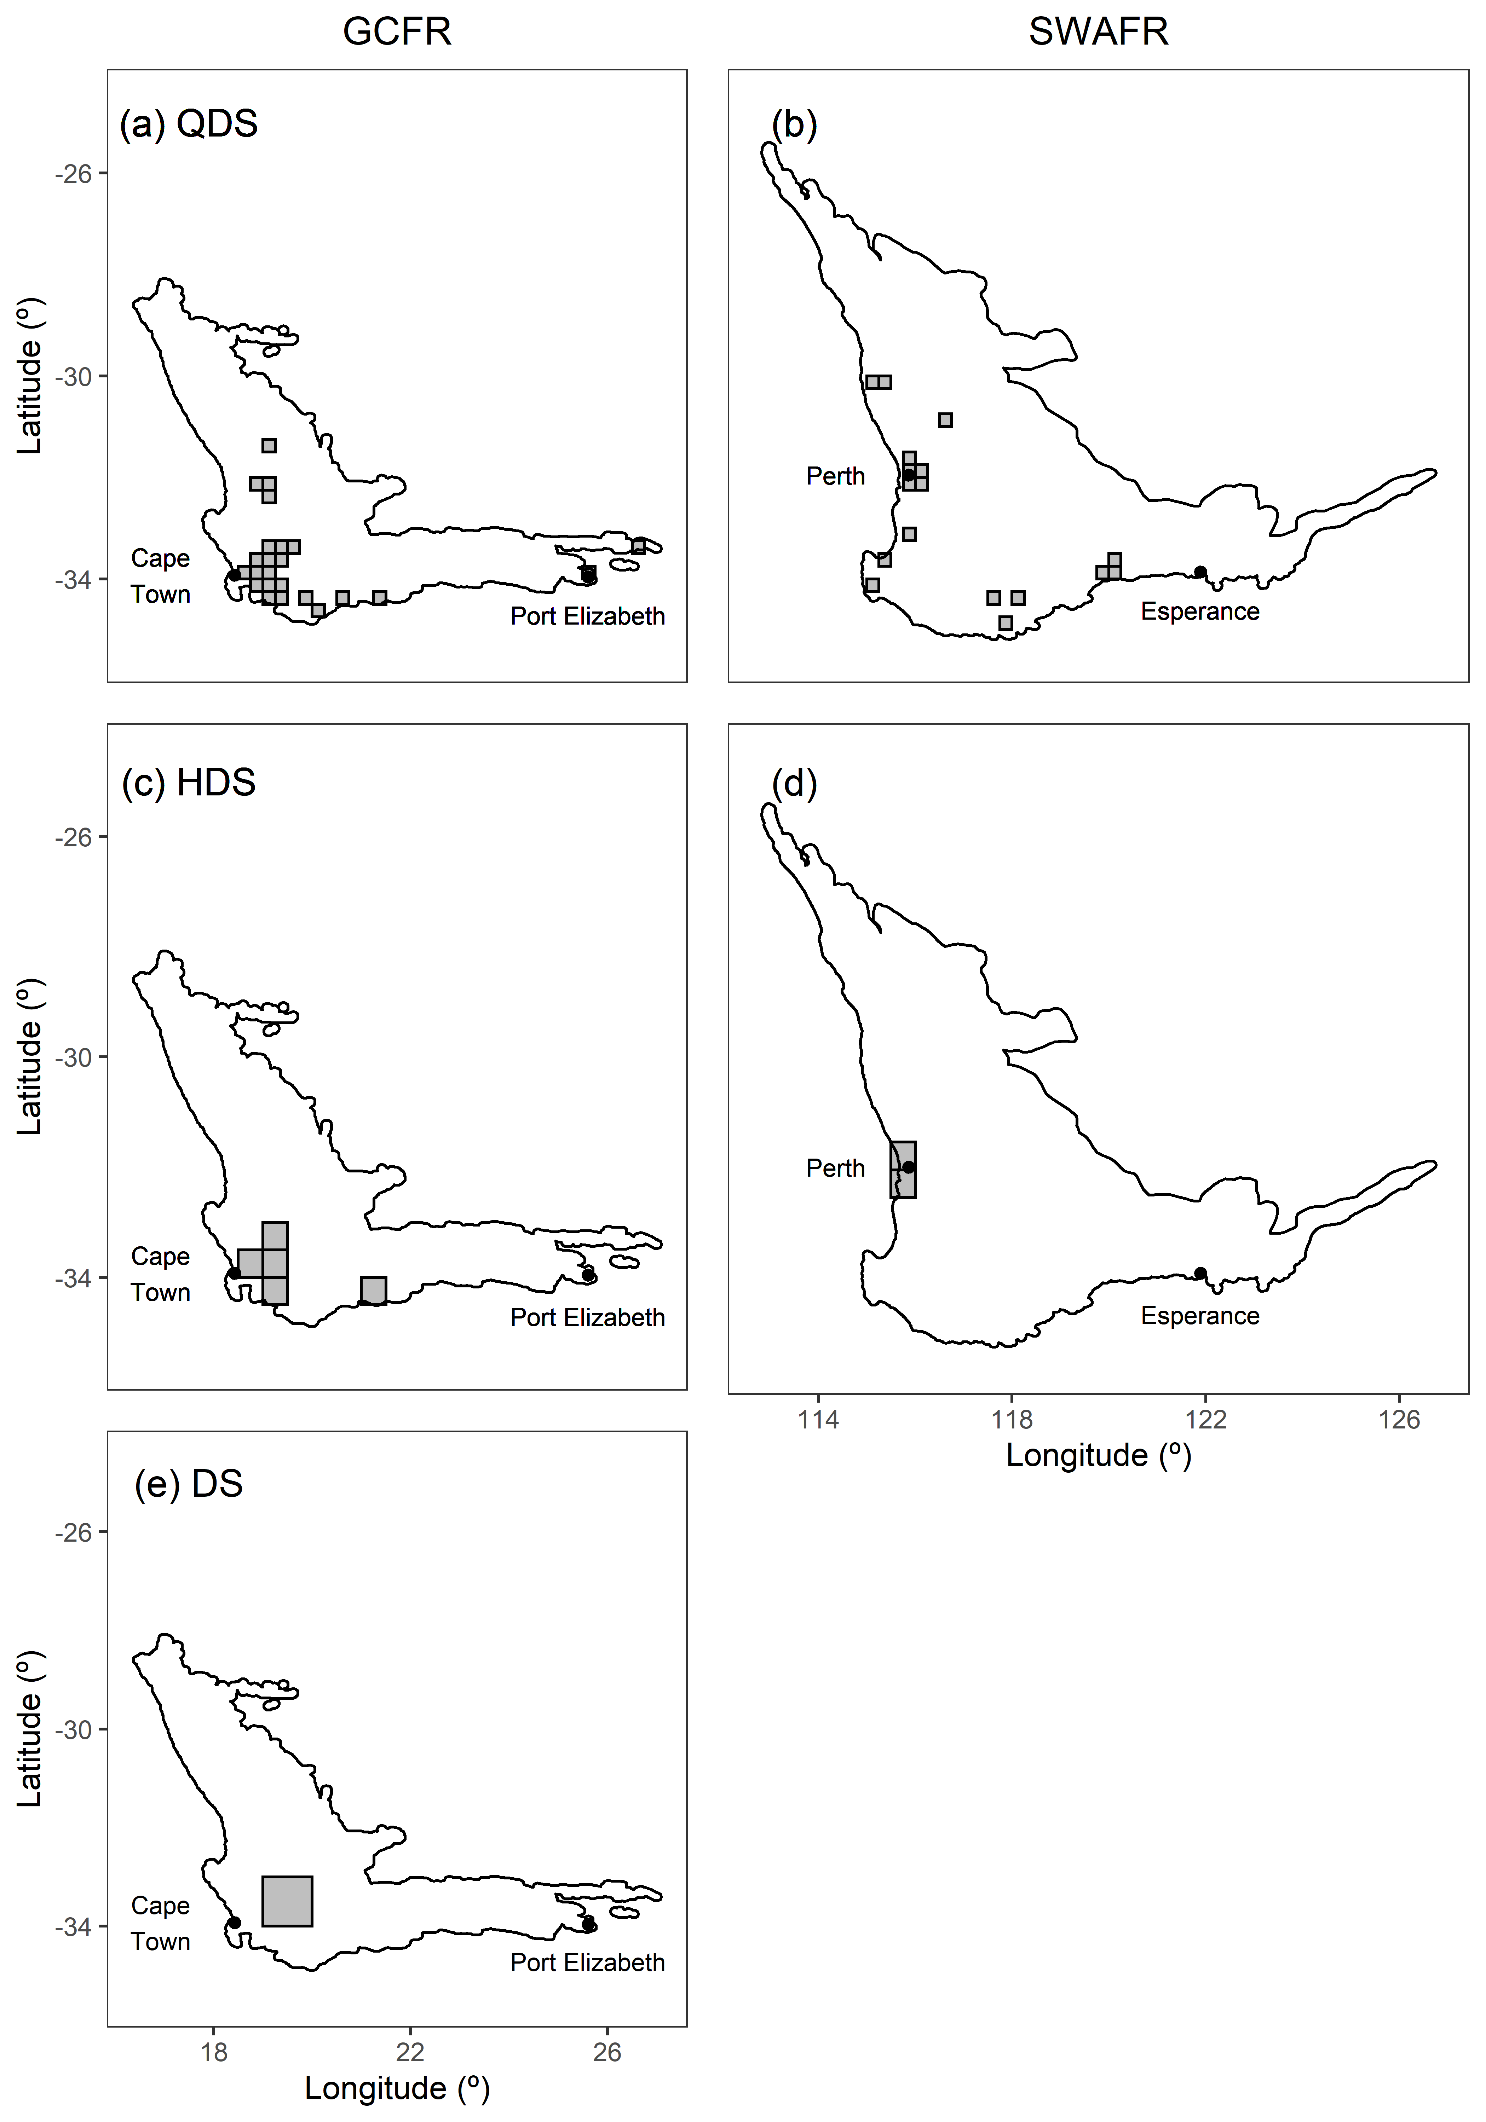 GCFR
SWAFR
(a) QDS
(b)
-26
-30
-34
Latitude (º)
Cape
Town
Port Elizabeth
Perth
Esperance
(c) HDS
(d)
-26
-30
-34
Latitude (º)
Cape
Town
Port Elizabeth
Perth
Esperance
114
118
122
126
Longitude (º)
(e) DS
-26
-30
-34
Latitude (º)
Cape
Town
Port Elizabeth
18
22
26
Longitude (º)